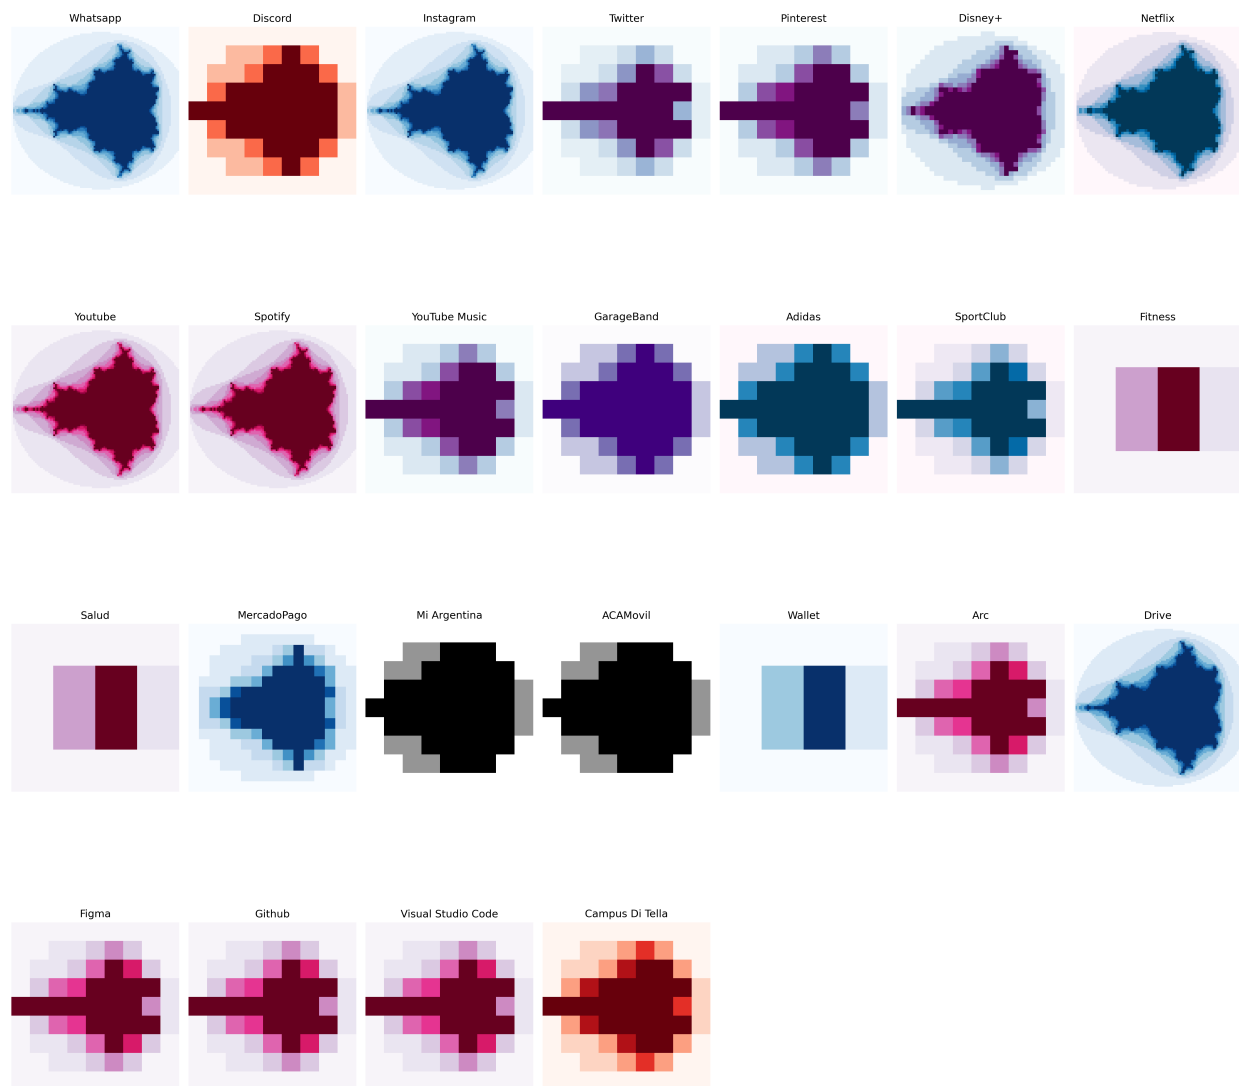 Whatsapp
Discord
Instagram
Twitter
Pinterest
Disney+
Netflix
Youtube
Spotify
YouTube Music
GarageBand
Adidas
SportClub
Fitness
Salud
MercadoPago
Mi Argentina
ACAMovil
Wallet
Arc
Drive
Figma
Github
Visual Studio Code
Campus Di Tella